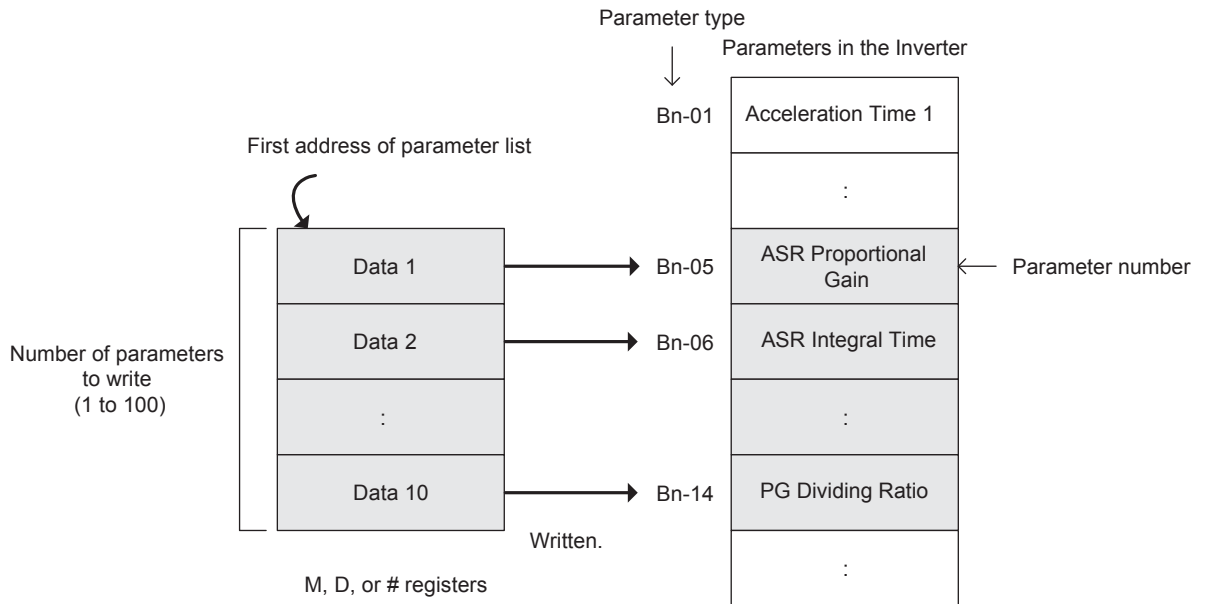 Parameter type
Parameters in the Inverter
Bn-01
Acceleration Time 1
First address of parameter list
:
Data 1
Bn-05
ASR Proportional
Gain
Parameter number
Number of parameters
to write
(1 to 100)
Data 2
Bn-06
ASR Integral Time
:
:
Data 10
Bn-14
PG Dividing Ratio
Written.
:
M, D, or # registers